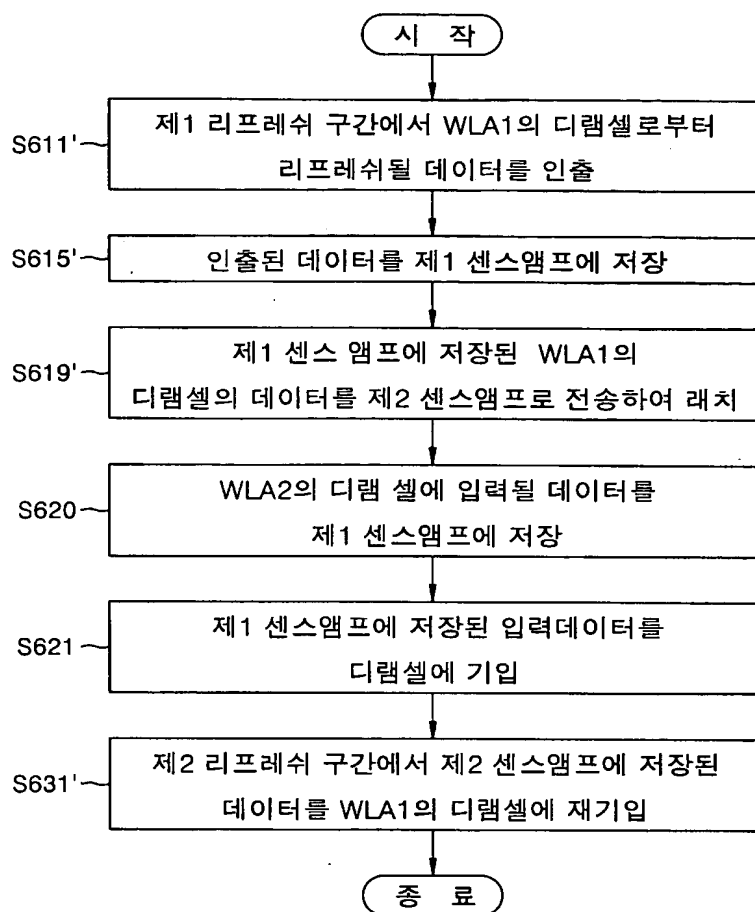 시 작
S611'
제1 리프레쉬 구간에서 WLA1의 디램셀로부터
리프레쉬될 데이터를 인출
S615'
인출된 데이터를 제1 센스앰프에 저장
S619'
제1 센스 앰프에 저장된 WLA1의
디램셀의 데이터를 제2 센스앰프로 전송하여 래치
S620
WLA2의 디램 셀에 입력될 데이터를
제1 센스앰프에 저장
S621
제1 센스앰프에 저장된 입력데이터를
디램셀에 기입
S631'
제2 리프레쉬 구간에서 제2 센스앰프에 저장된
데이터를 WLA1의 디램셀에 재기입
종 료